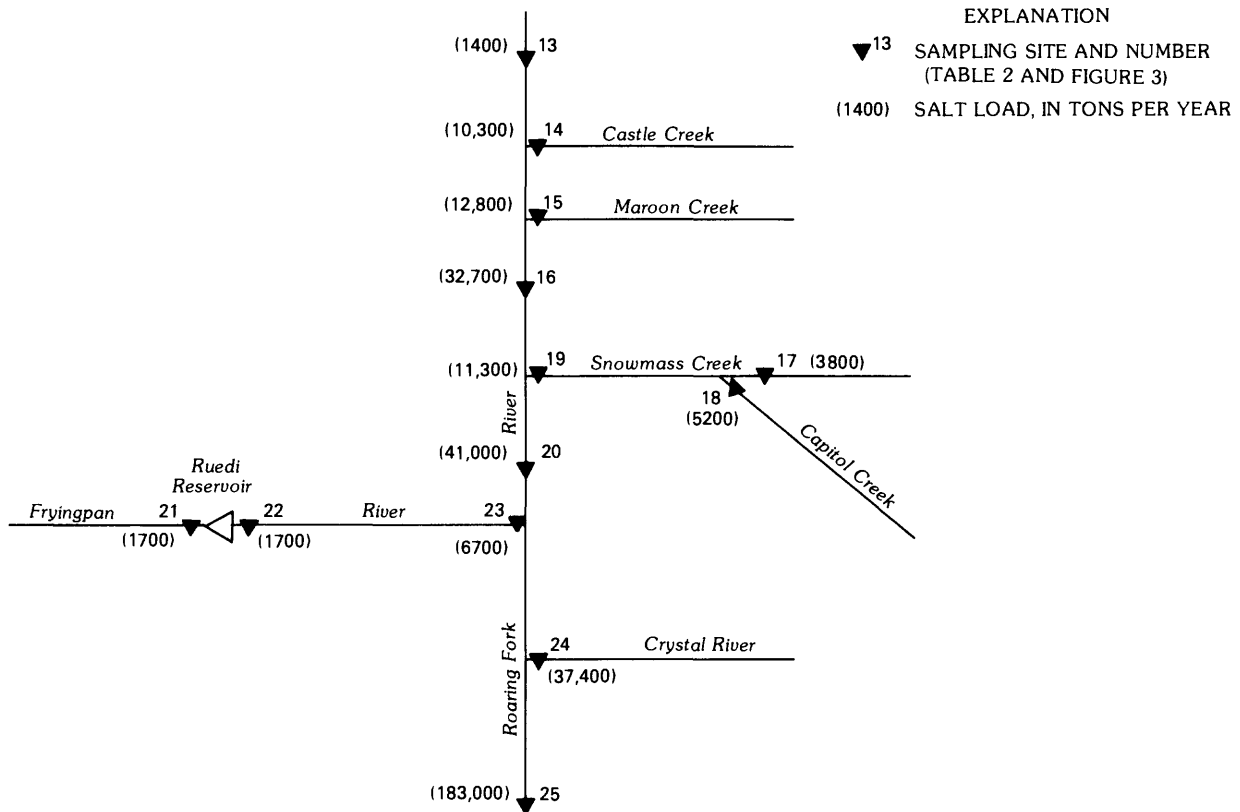 EXPLANATION
13 SAMPLING SITE AND NUMBER
(TABLE 2 AND FIGURE 3)
(1400) SALT LOAD, IN TONS PER YEAR
(1400) 13
(10,300) 14 Castle Creek
(12,800) 15 Maroon Creek
(32,700) 16
(11,300) 19 Snowmass Creek 17 (3800)
18
(5200)
Capitol Creek
River
(41,000) 20
Ruedi
Reservoir
Fryingpan 21 22 River 23
(1700) (1700) (6700)
24 Crystal River
(37,400)
Roaring Fork
(183,000) 25